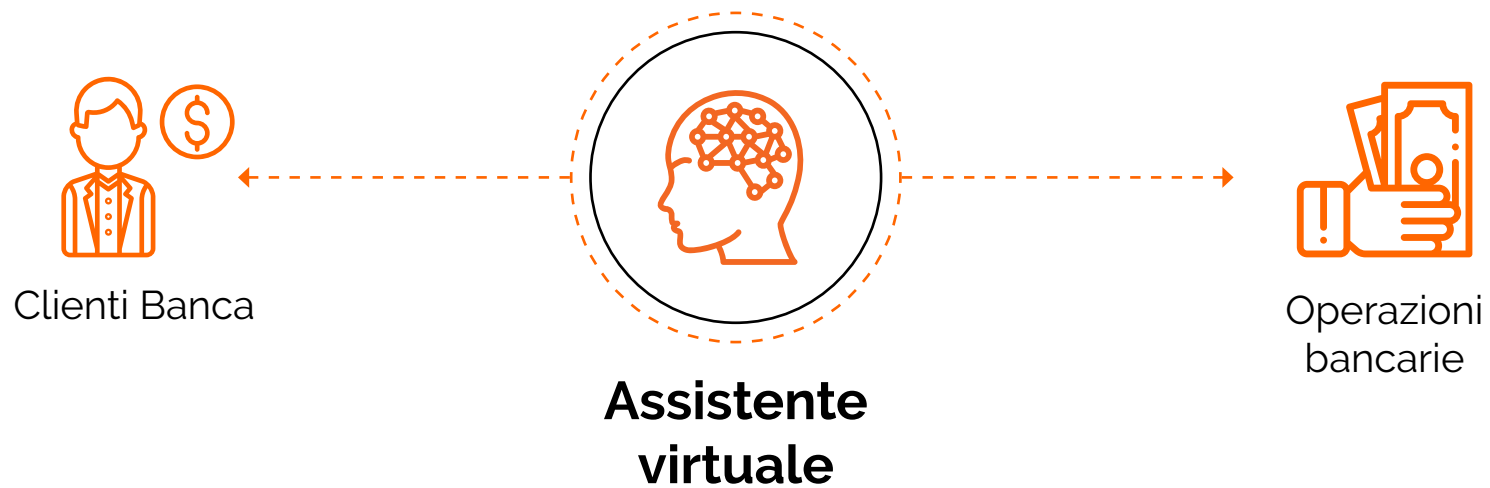 $
Clienti Banca
Assistente
virtuale
Operazioni
bancarie